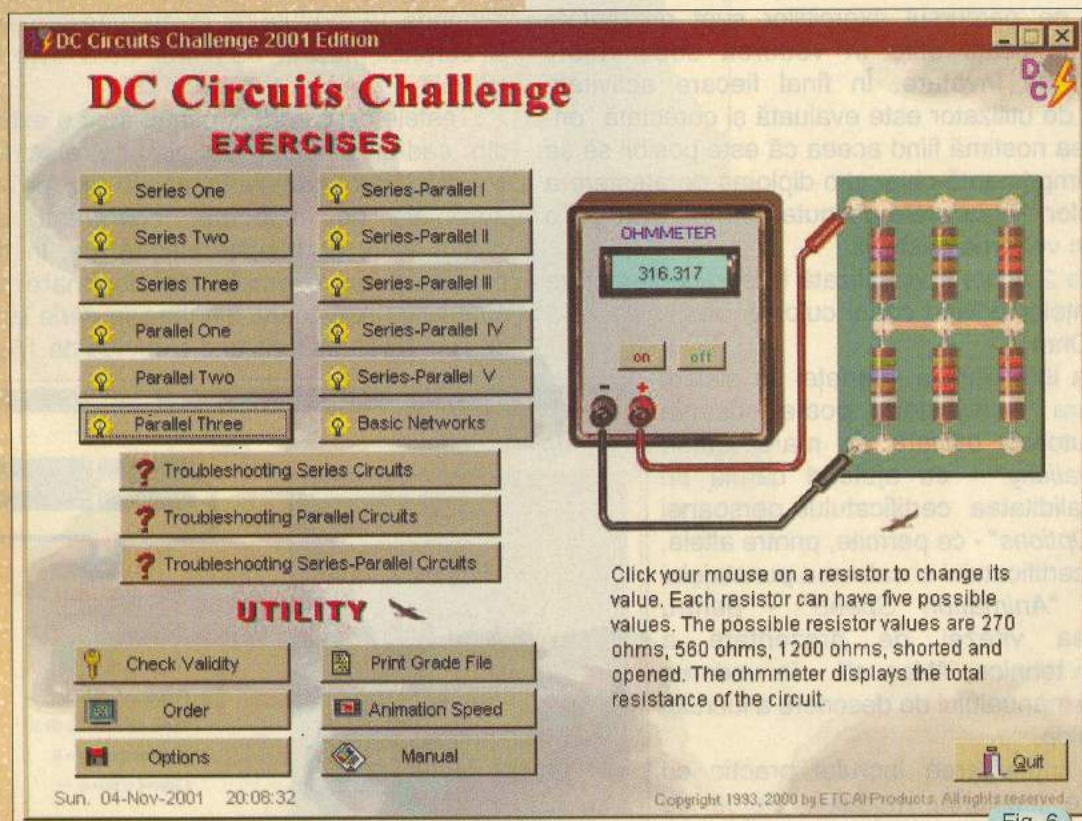 DC Circuits Challenge 2001 Edition
DC Circuits Challenge
EXERCISES
Series One
Series Two
Series Three
Parallel One
Parallel Two
Parallel Three
Series-Parallel I
Series-Parallel II
Series-Parallel III
Series-Parallel IV
Series-Parallel V
Basic Networks
Troubleshooting Series Circuits
Troubleshooting Parallel Circuits
Troubleshooting Series-Parallel Circuits
OHMMETER
316.317
on off
- +
DC
Click your mouse on a resistor to change its
value. Each resistor can have five possible
values. The possible resistor values are 270
ohms, 560 ohms, 1200 ohms, shorted and
opened. The ohmmeter displays the total
resistance of the circuit.
UTILITY
Check Validity
Order
Options
Print Grade File
Animation Speed
Manual
Quit
Sun. 04-Nov-2001 20:08:32
Copyright 1993, 2000 by ETCAI Products. All rights reserved.
Fig. 6